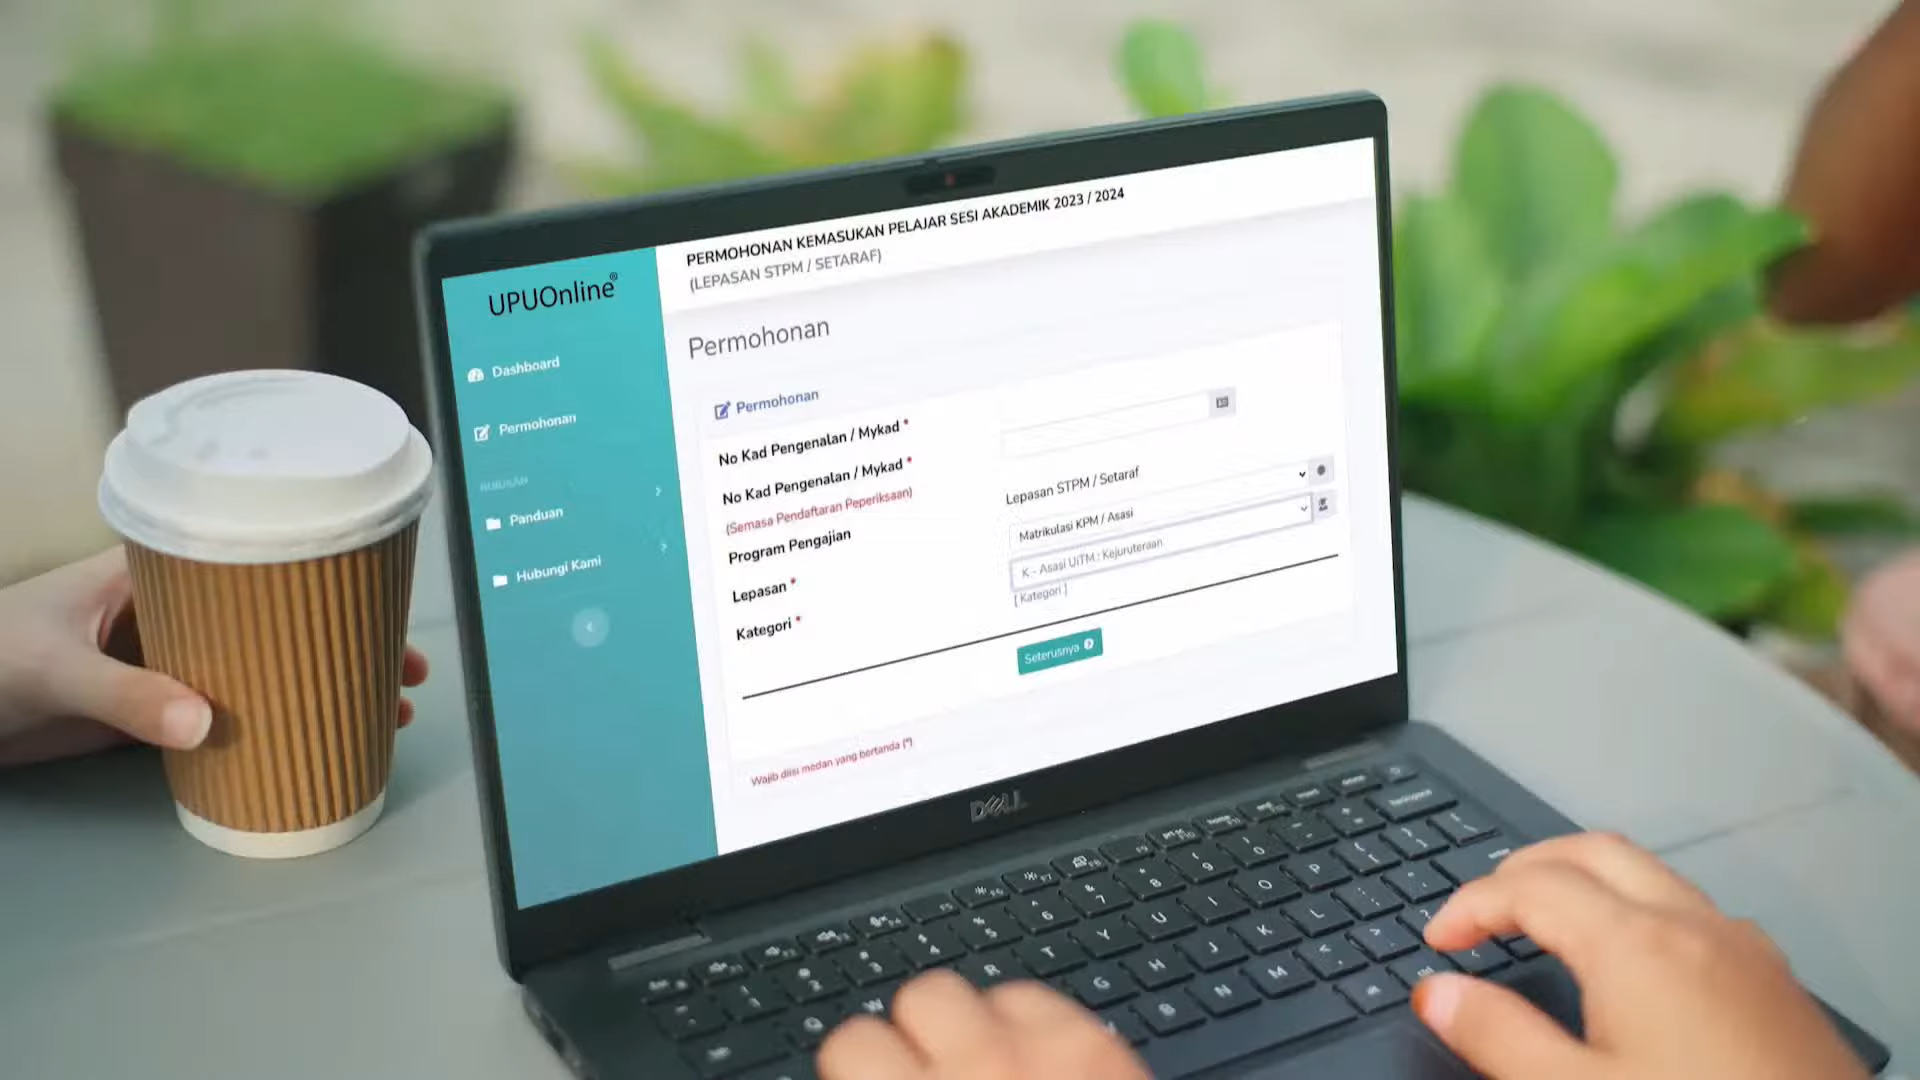 PERMOHONAN KEMASUKAN PELAJAR SESI AKADEMIK 2023 / 2024
(LEPASAN STPM / SETARAF)
UPUOnline®
Dashboard
Permohonan
Panduan
Hubungi Kami
Permohonan
Permohonan
No Kad Pengenalan / Mykad *
No Kad Pengenalan / Mykad *
(Semasa Pendaftaran Peperiksaan)
Program Pengajian
Lepasan *
Kategori *
Lepasan STPM / Setaraf
Matrikulasi KPM / Asasi
K - Asasi UiTM : Kejuruteraan
[ Kategori ]
Seterusnya
Wajib diisi medan yang bertanda (*)
DELL